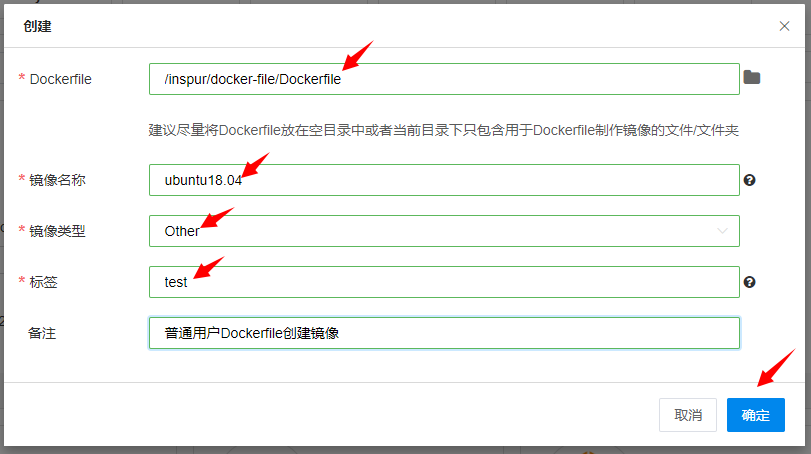 创建
* Dockerfile /inspur/docker-file/Dockerfile
建议尽量将Dockerfile放在空目录中或者当前目录下只包含用于Dockerfile制作镜像的文件/文件夹
* 镜像名称 ubuntu18.04
* 镜像类型 Other
* 标签 test
备注 普通用户Dockerfile创建镜像
取消 确定